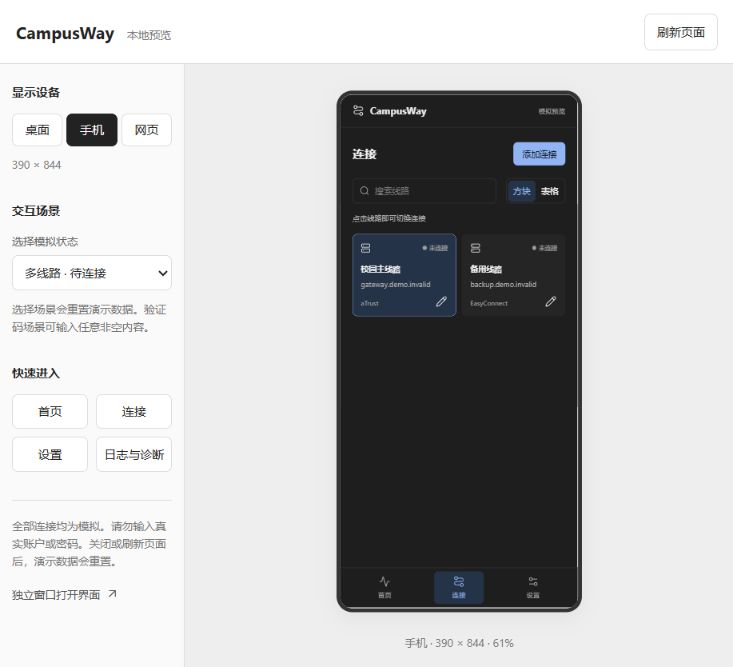 CampusWay 本地预览
刷新页面
显示设备
桌面 手机 网页
390 × 844
交互场景
选择模拟状态
多线路 · 待连接
选择场景会重置演示数据。验证
码场景可输入任意非空内容。
快速进入
首页 连接
设置 日志与诊断
全部连接均为模拟。请勿输入真
实账户或密码。关闭或刷新页面
后，演示数据会重置。
独立窗口打开界面
CampusWay 模拟预览
连接 添加连接
搜索线路 方块 表格
点击线路即可切换连接
未连接
校园主线路
gateway.demo.invalid
aTrust
未连接
备用线路
backup.demo.invalid
EasyConnect
首页 连接 设置
手机 · 390 × 844 · 61%